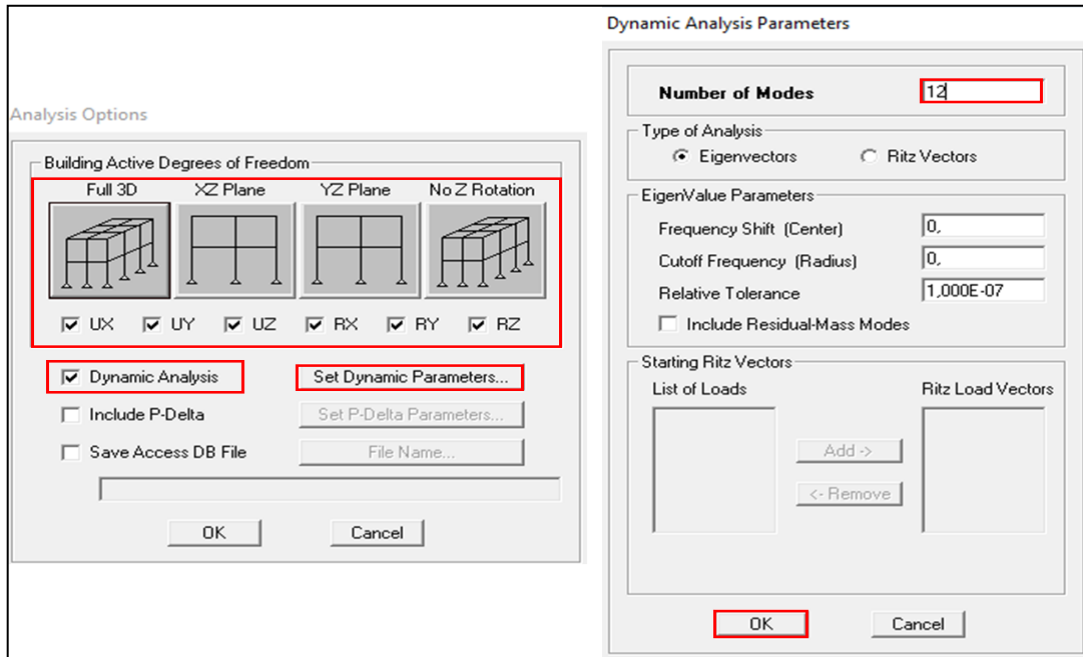 Analysis Options
Building Active Degrees of Freedom
Full 3D XZ Plane YZ Plane No Z Rotation
UX UY UZ RX RY RZ
Dynamic Analysis Set Dynamic Parameters...
Include P-Delta Set P-Delta Parameters...
Save Access DB File File Name...
OK Cancel
Dynamic Analysis Parameters
Number of Modes 12
Type of Analysis
Eigenvectors Ritz Vectors
EigenValue Parameters
Frequency Shift (Center) 0,
Cutoff Frequency (Radius) 0,
Relative Tolerance 1,000E-07
Include Residual-Mass Modes
Starting Ritz Vectors
List of Loads Ritz Load Vectors
Add ->
<- Remove
OK Cancel